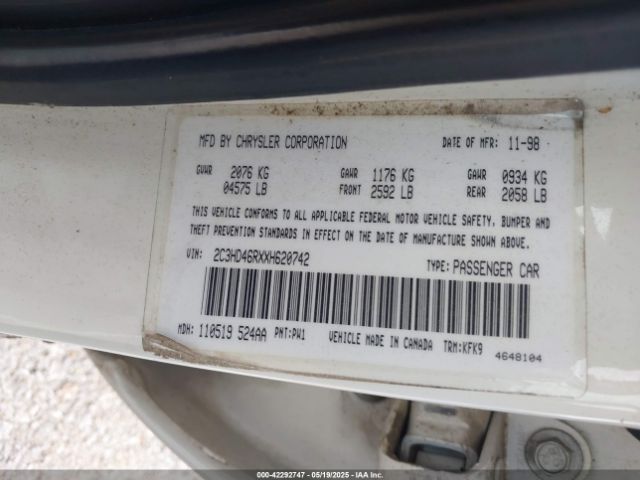 MFD BY CHRYSLER CORPORATION DATE OF MFR: 11-98
GVWR 2076 KG GAWR 1176 KG GAWR 0934 KG
04575 LB FRONT 2592 LB REAR 2058 LB
THIS VEHICLE CONFORMS TO ALL APPLICABLE FEDERAL MOTOR VEHICLE SAFETY, BUMPER AND
THEFT PREVENTION STANDARDS IN EFFECT ON THE DATE OF MANUFACTURE SHOWN ABOVE.
VIN: 2C3HD46RXXH620742 TYPE: PASSENGER CAR
MDH: 110519 524AA PNT: PW1 VEHICLE MADE IN CANADA TRM: KFK9
4648104
000-42292747 - 05/19/2025 - IAA, Inc.